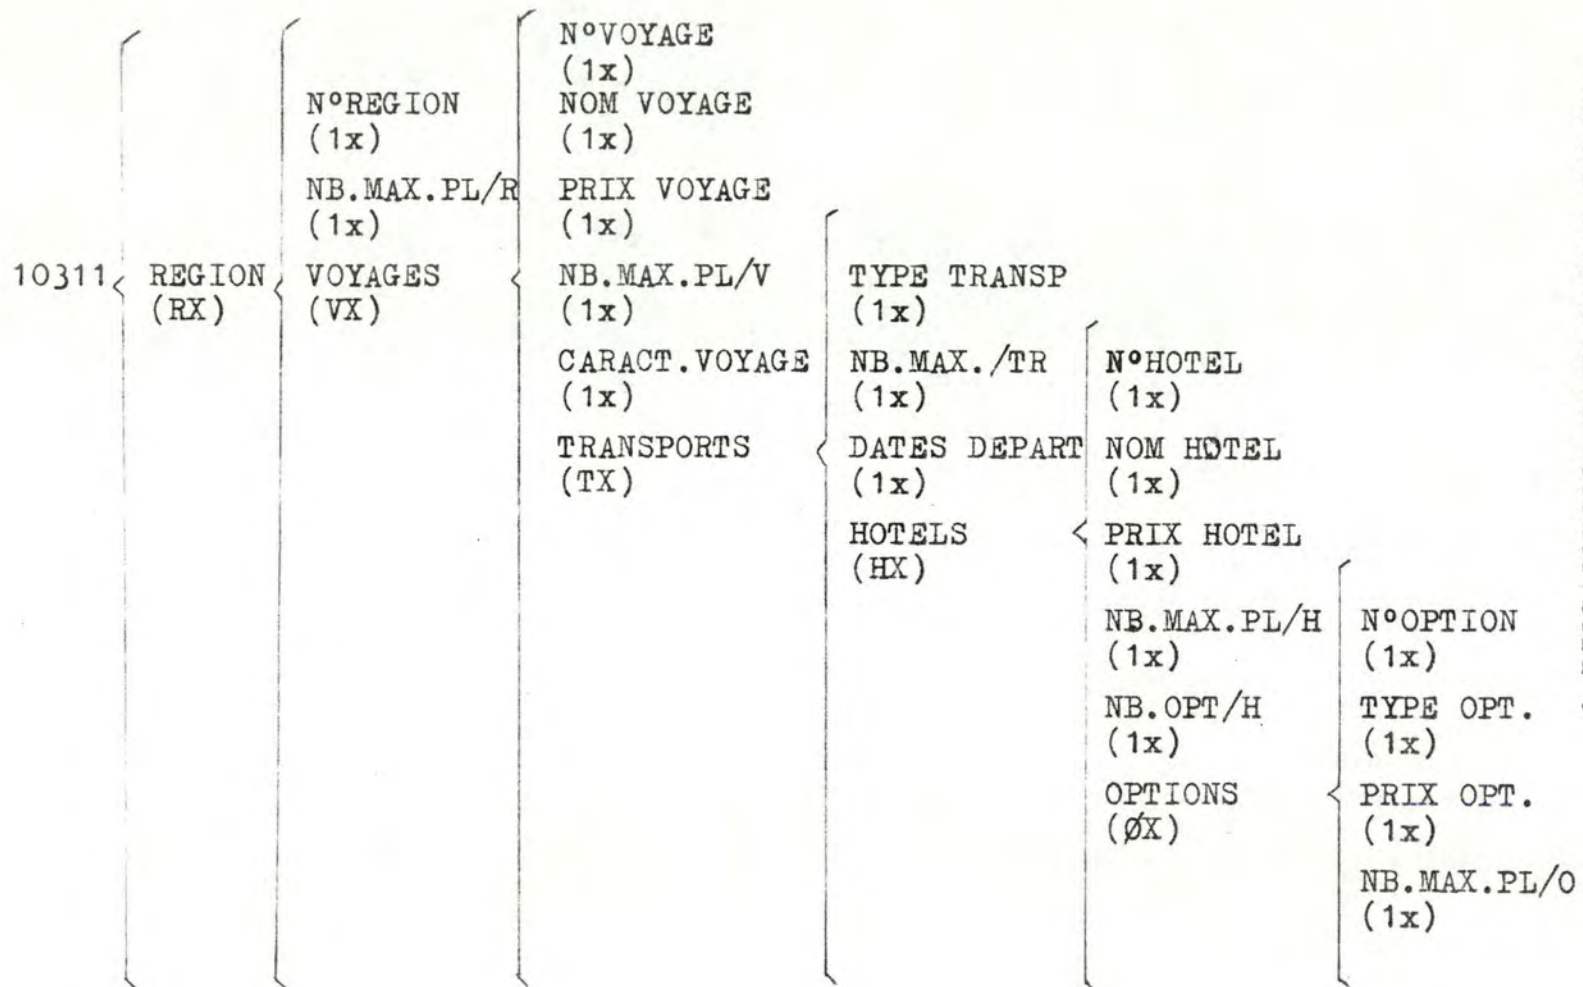 10311
REGION
(RX)
N°REGION
(1x)
NB.MAX.PL/R
(1x)
VOYAGES
(VX)
N°VOYAGE
(1x)
NOM VOYAGE
(1x)
PRIX VOYAGE
(1x)
NB.MAX.PL/V
(1x)
CARACT.VOYAGE
(1x)
TRANSPORTS
(TX)
TYPE TRANSP
(1x)
NB.MAX./TR
(1x)
DATES DEPART
(1x)
HOTELS
(HX)
N°HOTEL
(1x)
NOM HOTEL
(1x)
PRIX HOTEL
(1x)
NB.MAX.PL/H
(1x)
NB.OPT/H
(1x)
OPTIONS
(ØX)
N°OPTION
(1x)
TYPE OPT.
(1x)
PRIX OPT.
(1x)
NB.MAX.PL/O
(1x)